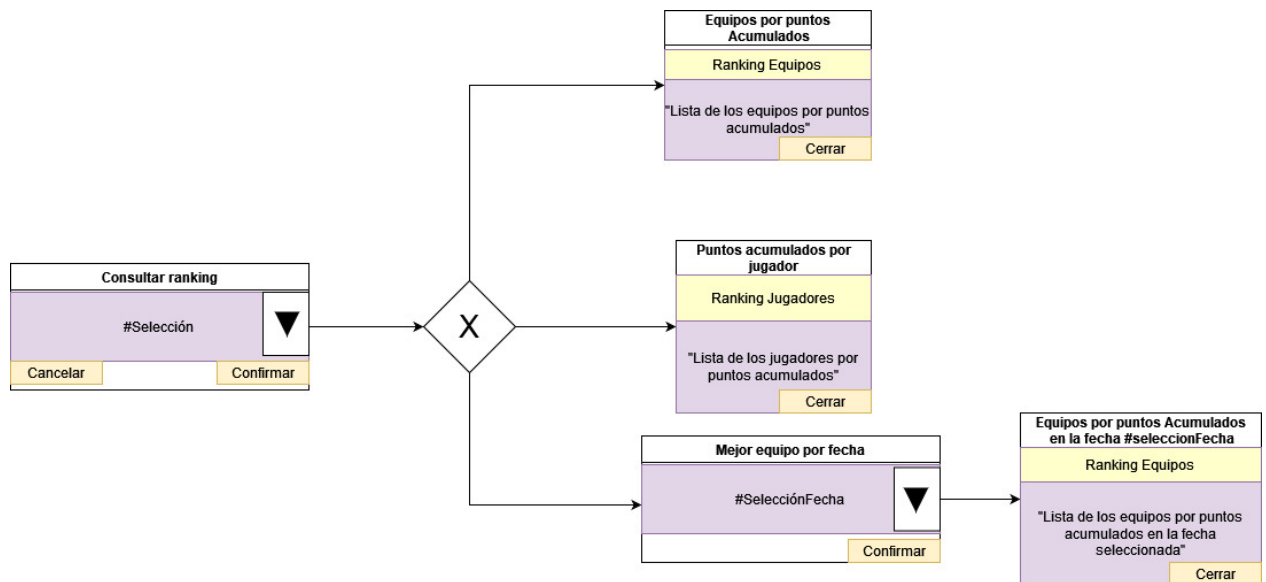 Equipos por puntos
Acumulados
Ranking Equipos
"Lista de los equipos por puntos
acumulados"
Cerrar
Consultar ranking
#Selección
Cancelar
Confirmar
X
Puntos acumulados por
jugador
Ranking Jugadores
"Lista de los jugadores por
puntos acumulados"
Cerrar
Mejor equipo por fecha
#SelecciónFecha
Confirmar
Equipos por puntos Acumulados
en la fecha #seleccionFecha
Ranking Equipos
"Lista de los equipos por puntos
acumulados en la fecha
seleccionada"
Cerrar